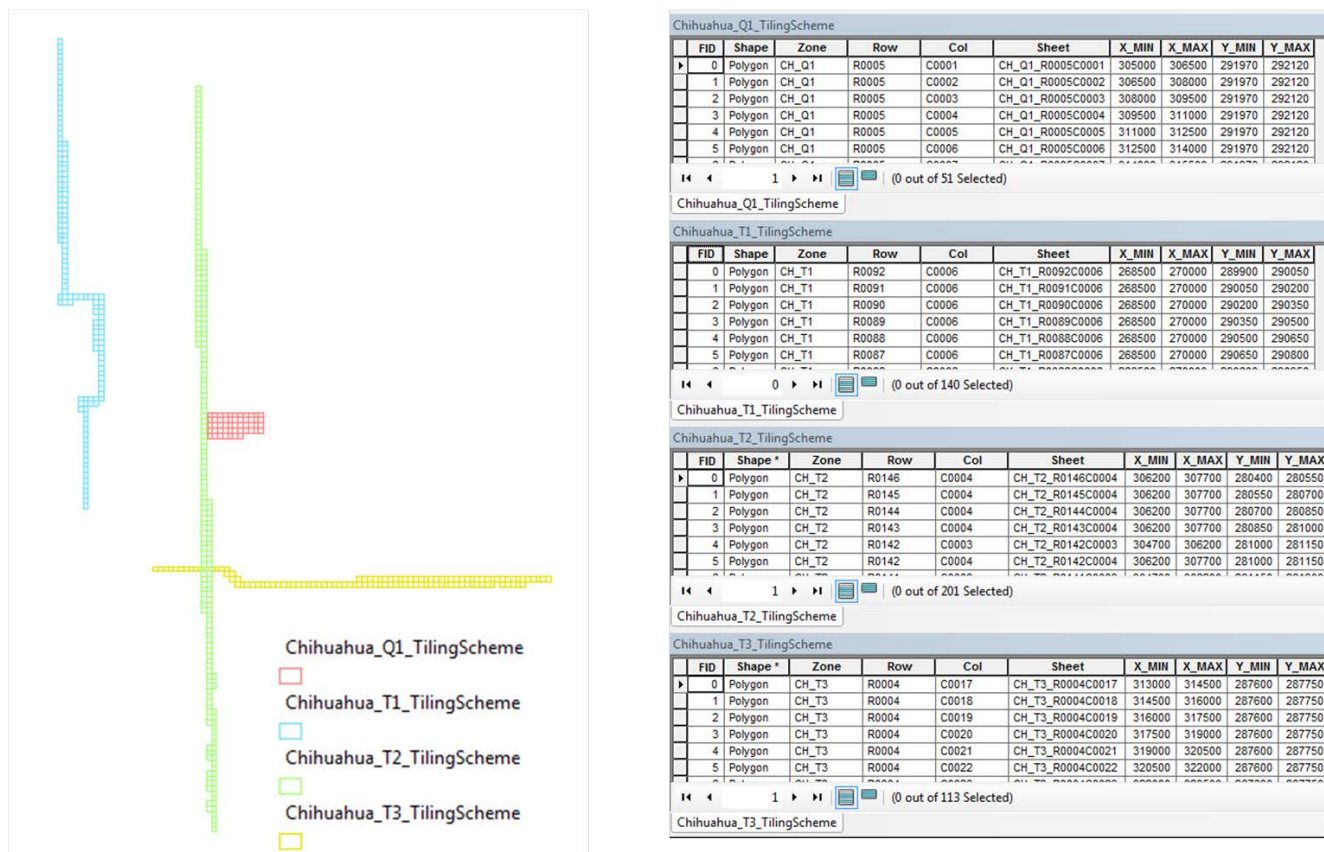 Chihuahua_Q1_TilingScheme
Chihuahua_T1_TilingScheme
Chihuahua_T2_TilingScheme
Chihuahua_T3_TilingScheme
Chihuahua_Q1_TilingScheme
FID Shape Zone Row Col Sheet X_MIN X_MAX Y_MIN Y_MAX
0 Polygon CH_Q1 R0005 C0001 CH_Q1_R0005C0001 305000 306500 291970 292120
1 Polygon CH_Q1 R0005 C0002 CH_Q1_R0005C0002 306500 308000 291970 292120
2 Polygon CH_Q1 R0005 C0003 CH_Q1_R0005C0003 308000 309500 291970 292120
3 Polygon CH_Q1 R0005 C0004 CH_Q1_R0005C0004 309500 311000 291970 292120
4 Polygon CH_Q1 R0005 C0005 CH_Q1_R0005C0005 311000 312500 291970 292120
5 Polygon CH_Q1 R0005 C0006 CH_Q1_R0005C0006 312500 314000 291970 292120
1 (0 out of 51 Selected)
Chihuahua_Q1_TilingScheme
Chihuahua_T1_TilingScheme
FID Shape Zone Row Col Sheet X_MIN X_MAX Y_MIN Y_MAX
0 Polygon CH_T1 R0092 C0006 CH_T1_R0092C0006 268500 270000 289900 290050
1 Polygon CH_T1 R0091 C0006 CH_T1_R0091C0006 268500 270000 290050 290200
2 Polygon CH_T1 R0090 C0006 CH_T1_R0090C0006 268500 270000 290200 290350
3 Polygon CH_T1 R0089 C0006 CH_T1_R0089C0006 268500 270000 290350 290500
4 Polygon CH_T1 R0088 C0006 CH_T1_R0088C0006 268500 270000 290500 290650
5 Polygon CH_T1 R0087 C0006 CH_T1_R0087C0006 268500 270000 290650 290800
0 (0 out of 140 Selected)
Chihuahua_T1_TilingScheme
Chihuahua_T2_TilingScheme
FID Shape * Zone Row Col Sheet X_MIN X_MAX Y_MIN Y_MAX
0 Polygon CH_T2 R0146 C0004 CH_T2_R0146C0004 306200 307700 280400 280550
1 Polygon CH_T2 R0145 C0004 CH_T2_R0145C0004 306200 307700 280550 280700
2 Polygon CH_T2 R0144 C0004 CH_T2_R0144C0004 306200 307700 280700 280850
3 Polygon CH_T2 R0143 C0004 CH_T2_R0143C0004 306200 307700 280850 281000
4 Polygon CH_T2 R0142 C0003 CH_T2_R0142C0003 304700 306200 281000 281150
5 Polygon CH_T2 R0142 C0004 CH_T2_R0142C0004 306200 307700 281000 281150
1 (0 out of 201 Selected)
Chihuahua_T2_TilingScheme
Chihuahua_T3_TilingScheme
FID Shape * Zone Row Col Sheet X_MIN X_MAX Y_MIN Y_MAX
0 Polygon CH_T3 R0004 C0017 CH_T3_R0004C0017 313000 314500 287600 287750
1 Polygon CH_T3 R0004 C0018 CH_T3_R0004C0018 314500 316000 287600 287750
2 Polygon CH_T3 R0004 C0019 CH_T3_R0004C0019 316000 317500 287600 287750
3 Polygon CH_T3 R0004 C0020 CH_T3_R0004C0020 317500 319000 287600 287750
4 Polygon CH_T3 R0004 C0021 CH_T3_R0004C0021 319000 320500 287600 287750
5 Polygon CH_T3 R0004 C0022 CH_T3_R0004C0022 320500 322000 287600 287750
1 (0 out of 113 Selected)
Chihuahua_T3_TilingScheme